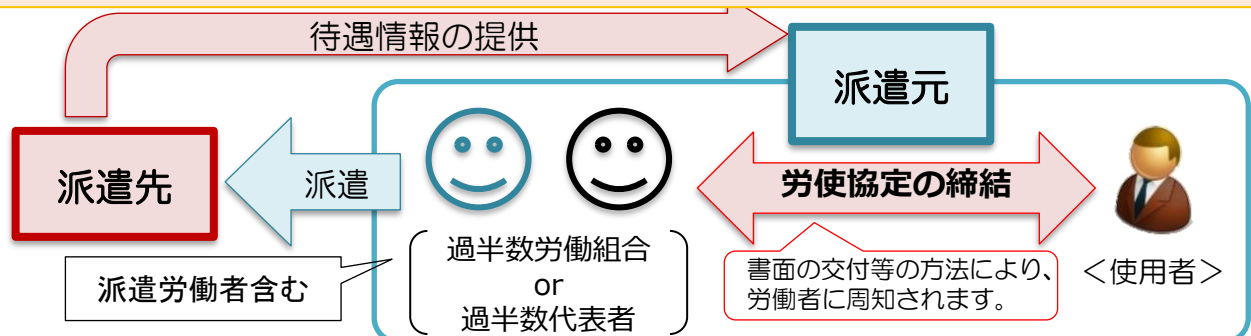 待遇情報の提供
派遣元
派遣先
派遣
労使協定の締結
過半数労働組合
or
過半数代表者
派遣労働者含む
書面の交付等の方法により、
労働者に周知されます。
＜使用者＞